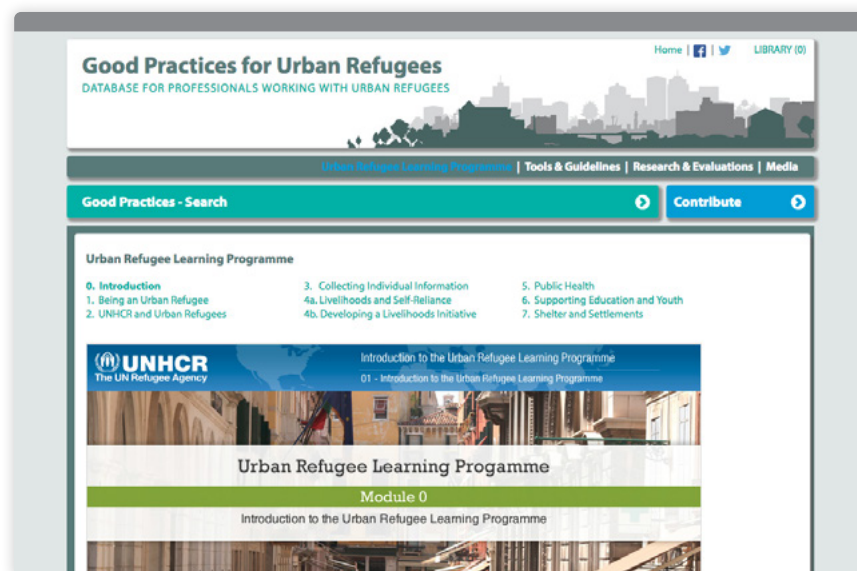 Good Practices for Urban Refugees
DATABASE FOR PROFESSIONALS WORKING WITH URBAN REFUGEES
Home | | LIBRARY (0)
Urban Refugee Learning Programme | Tools & Guidelines | Research & Evaluations | Media
Good Practices - Search
Contribute
Urban Refugee Learning Programme
0. Introduction
1. Being an Urban Refugee
2. UNHCR and Urban Refugees
3. Collecting Individual Information
4a. Livelihoods and Self-Reliance
4b. Developing a Livelihoods Initiative
5. Public Health
6. Supporting Education and Youth
7. Shelter and Settlements
UNHCR
The UN Refugee Agency
Introduction to the Urban Refugee Learning Programme
01 - Introduction to the Urban Refugee Learning Programme
Urban Refugee Learning Progamme
Module 0
Introduction to the Urban Refugee Learning Programme